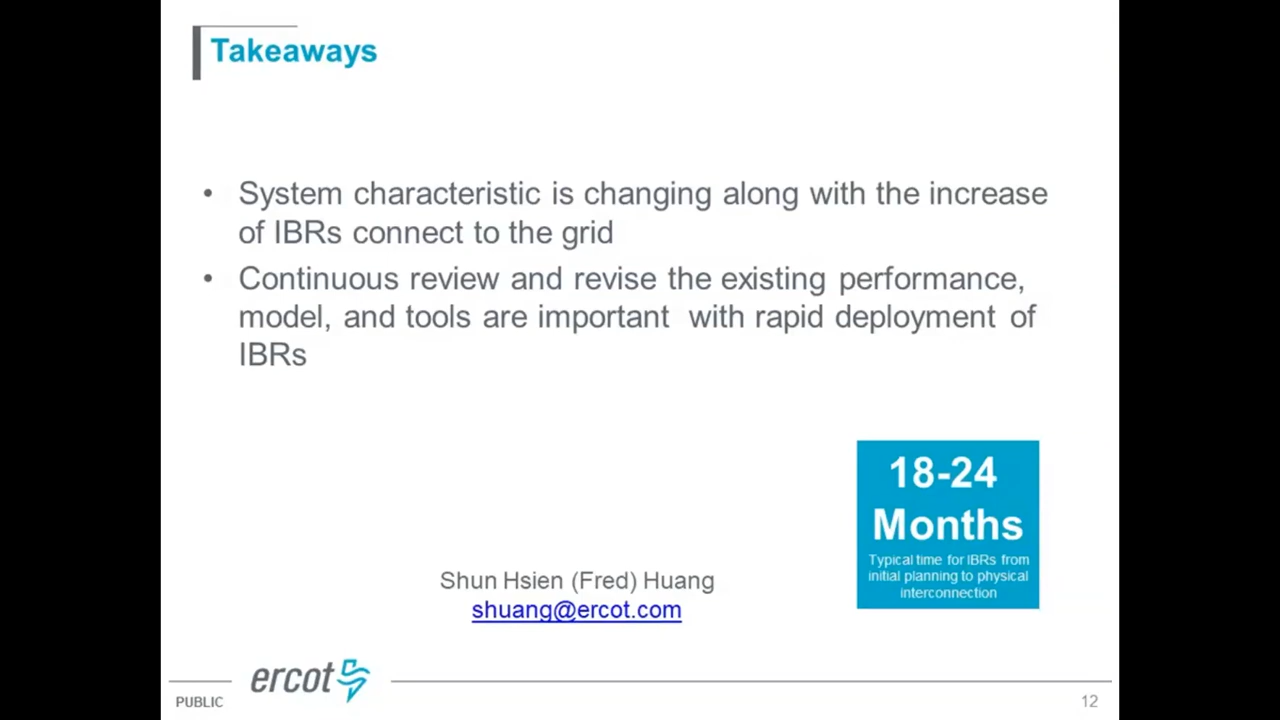 Takeaways
• System characteristic is changing along with the increase
of IBRs connect to the grid
• Continuous review and revise the existing performance,
model, and tools are important with rapid deployment of
IBRs
18-24
Months
Typical time for IBRs from
initial planning to physical
interconnection
Shun Hsien (Fred) Huang
shuang@ercot.com
ercot
PUBLIC
12